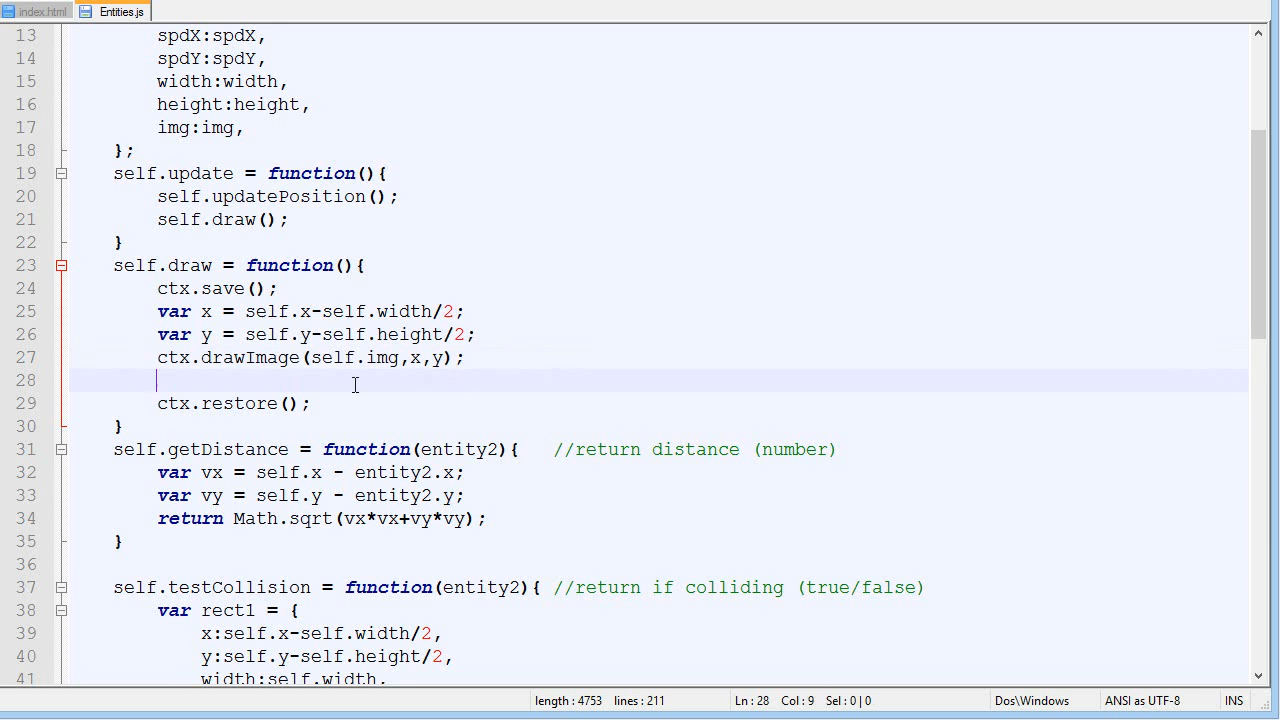 index.html Entities.js
13 spdX:spdX,
14 spdY:spdY,
15 width:width,
16 height:height,
17 img:img,
18 };
19 self.update = function(){
20 self.updatePosition();
21 self.draw();
22 }
23 self.draw = function(){
24 ctx.save();
25 var x = self.x-self.width/2;
26 var y = self.y-self.height/2;
27 ctx.drawImage(self.img,x,y);
28
29 ctx.restore();
30 }
31 self.getDistance = function(entity2){ //return distance (number)
32 var vx = self.x - entity2.x;
33 var vy = self.y - entity2.y;
34 return Math.sqrt(vx*vx+vy*vy);
35 }
36
37 self.testCollision = function(entity2){ //return if colliding (true/false)
38 var rect1 = {
39 x:self.x-self.width/2,
40 y:self.y-self.height/2,
41 width:self.width,
length : 4753 lines : 211 Ln : 28 Col : 9 Sel : 0 | 0 Dos\Windows ANSI as UTF-8 INS